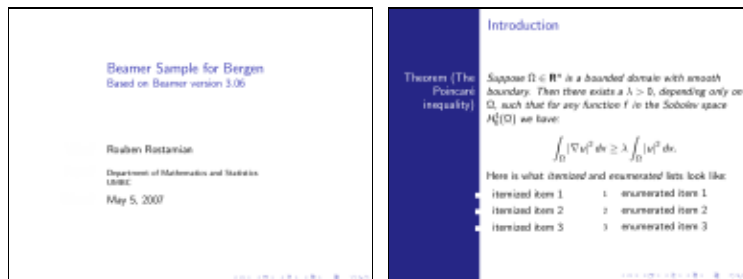 Beamer Sample for Bergen
Based on Beamer version 3.06
Rouben Rostamian
Department of Mathematics and Statistics
UMBC
May 5, 2007
Introduction
Theorem (The Poincaré inequality)
Suppose Ω ∈ Rⁿ is a bounded domain with smooth
boundary. Then there exists a λ > 0, depending only on
Ω, such that for any function f in the Sobolev space
H¹₀(Ω) we have:
∫_Ω |∇u|² dx ≥ λ ∫_Ω |u|² dx.
Here is what itemized and enumerated lists look like:
itemized item 1 1 enumerated item 1
itemized item 2 2 enumerated item 2
itemized item 3 3 enumerated item 3